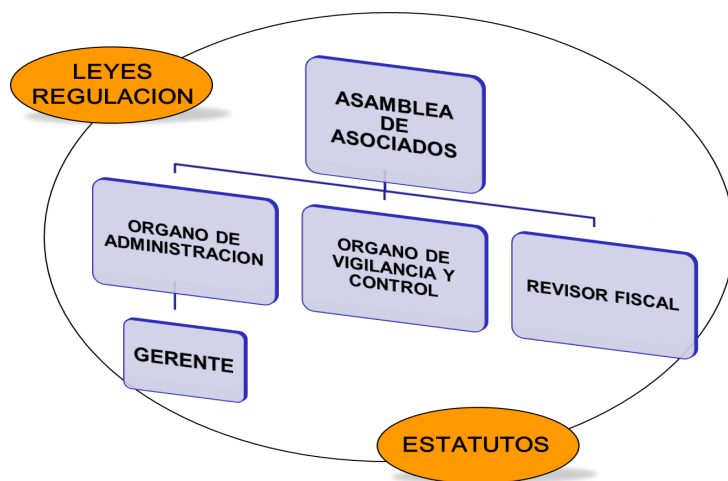 LEYES
REGULACION
ASAMBLEA
DE
ASOCIADOS
ORGANO DE
ADMINISTRACION
ORGANO DE
VIGILANCIA Y
CONTROL
REVISOR FISCAL
GERENTE
ESTATUTOS